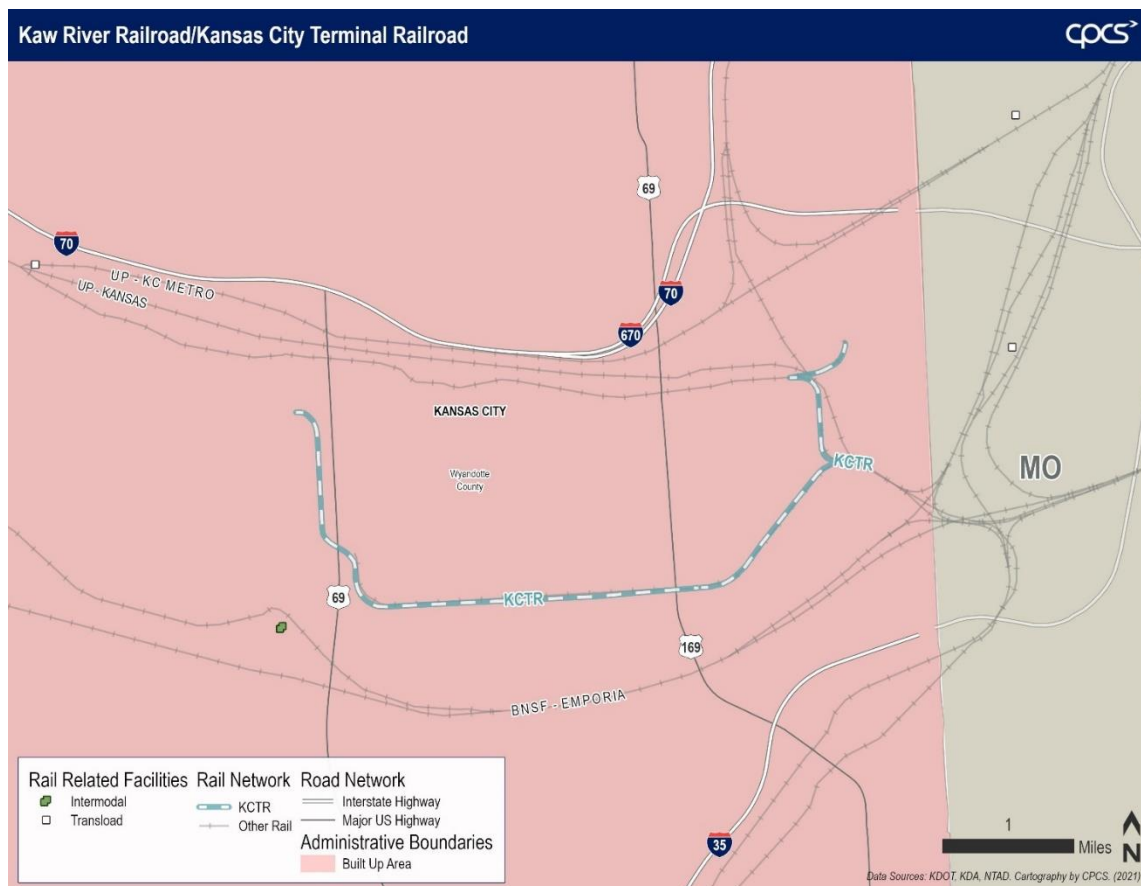 Kaw River Railroad/Kansas City Terminal Railroad
cpcs
69
70
UP - KC METRO
UP - KANSAS
70
670
KANSAS CITY
Wyandotte
County
KCTR
MO
69
KCTR
169
BNSF - EMPORIA
35
Rail Related Facilities
Intermodal
Transload
Rail Network
KCTR
Other Rail
Road Network
Interstate Highway
Major US Highway
Administrative Boundaries
Built Up Area
1
Miles
N
Data Sources: KDOT, KDA, NTAD. Cartography by CPCS. (2021)